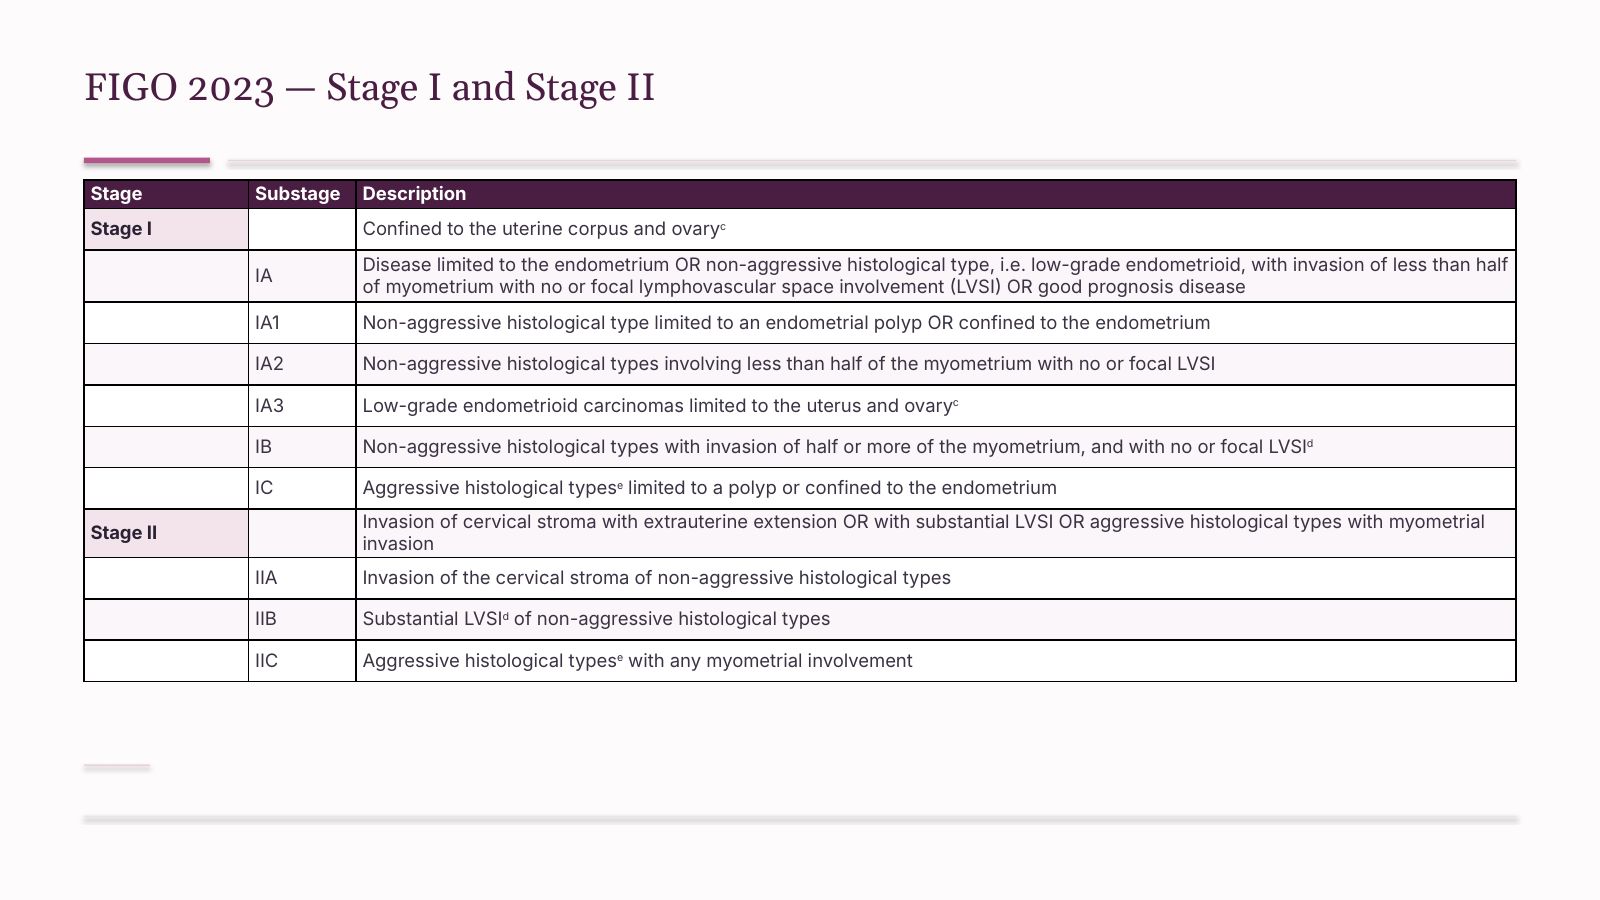 FIGO 2023 — Stage I and Stage II
Stage Substage Description
Stage I Confined to the uterine corpus and ovaryᶜ
IA Disease limited to the endometrium OR non-aggressive histological type, i.e. low-grade endometrioid, with invasion of less than half
of myometrium with no or focal lymphovascular space involvement (LVSI) OR good prognosis disease
IA1 Non-aggressive histological type limited to an endometrial polyp OR confined to the endometrium
IA2 Non-aggressive histological types involving less than half of the myometrium with no or focal LVSI
IA3 Low-grade endometrioid carcinomas limited to the uterus and ovaryᶜ
IB Non-aggressive histological types with invasion of half or more of the myometrium, and with no or focal LVSIᵈ
IC Aggressive histological typesᵉ limited to a polyp or confined to the endometrium
Stage II Invasion of cervical stroma with extrauterine extension OR with substantial LVSI OR aggressive histological types with myometrial
invasion
IIA Invasion of the cervical stroma of non-aggressive histological types
IIB Substantial LVSIᵈ of non-aggressive histological types
IIC Aggressive histological typesᵉ with any myometrial involvement